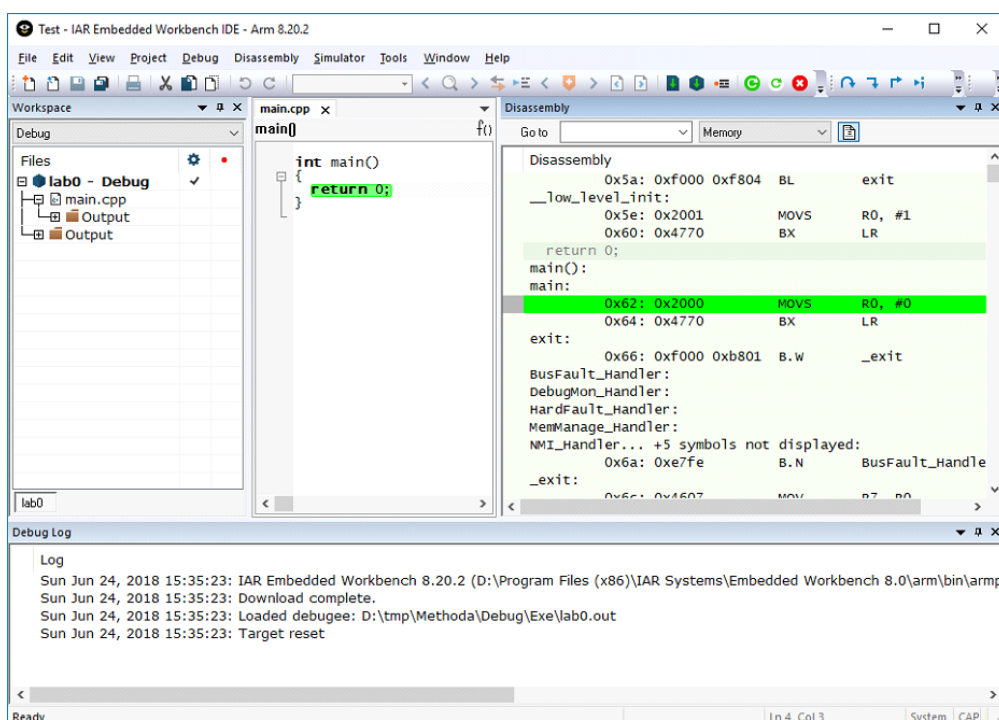 Test - IAR Embedded Workbench IDE - Arm 8.20.2
File Edit View Project Debug Disassembly Simulator Tools Window Help
Workspace
Debug
Files
lab0 - Debug
main.cpp
Output
Output
lab0
main.cpp
main()
f()
int main()
{
return 0;
}
Disassembly
Go to Memory
Disassembly
0x5a: 0xf000 0xf804 BL exit
__low_level_init:
0x5e: 0x2001 MOVS R0, #1
0x60: 0x4770 BX LR
return 0;
main():
main:
0x62: 0x2000 MOVS R0, #0
0x64: 0x4770 BX LR
exit:
0x66: 0xf000 0xb801 B.W _exit
BusFault_Handler:
DebugMon_Handler:
HardFault_Handler:
MemManage_Handler:
NMI_Handler... +5 symbols not displayed:
0x6a: 0xe7fe B.N BusFault_Handle
_exit:
0x6c: 0x4607 MOV R7, R0
Debug Log
Log
Sun Jun 24, 2018 15:35:23: IAR Embedded Workbench 8.20.2 (D:\Program Files (x86)\IAR Systems\Embedded Workbench 8.0\arm\bin\armp
Sun Jun 24, 2018 15:35:23: Download complete.
Sun Jun 24, 2018 15:35:23: Loaded debugee: D:\tmp\Methoda\Debug\Exe\lab0.out
Sun Jun 24, 2018 15:35:23: Target reset
Ready Ln 4, Col 3 System CAP